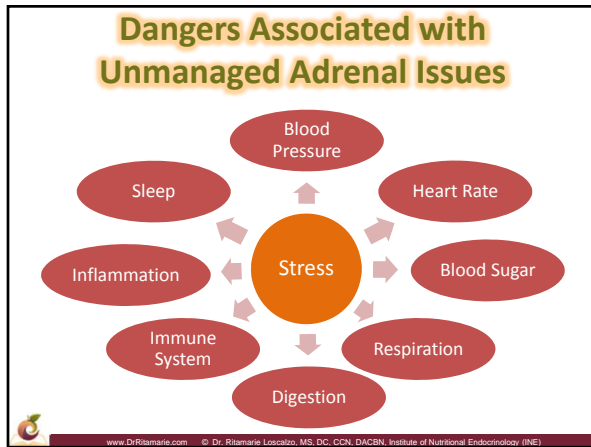 Dangers Associated with
Unmanaged Adrenal Issues
Blood
Pressure
Sleep
Heart Rate
Stress
Inflammation
Blood Sugar
Immune
System
Respiration
Digestion
www.DrRitamarie.com © Dr. Ritamarie Loscalzo, MS, DC, CCN, DACBN, Institute of Nutritional Endocrinology (INE)